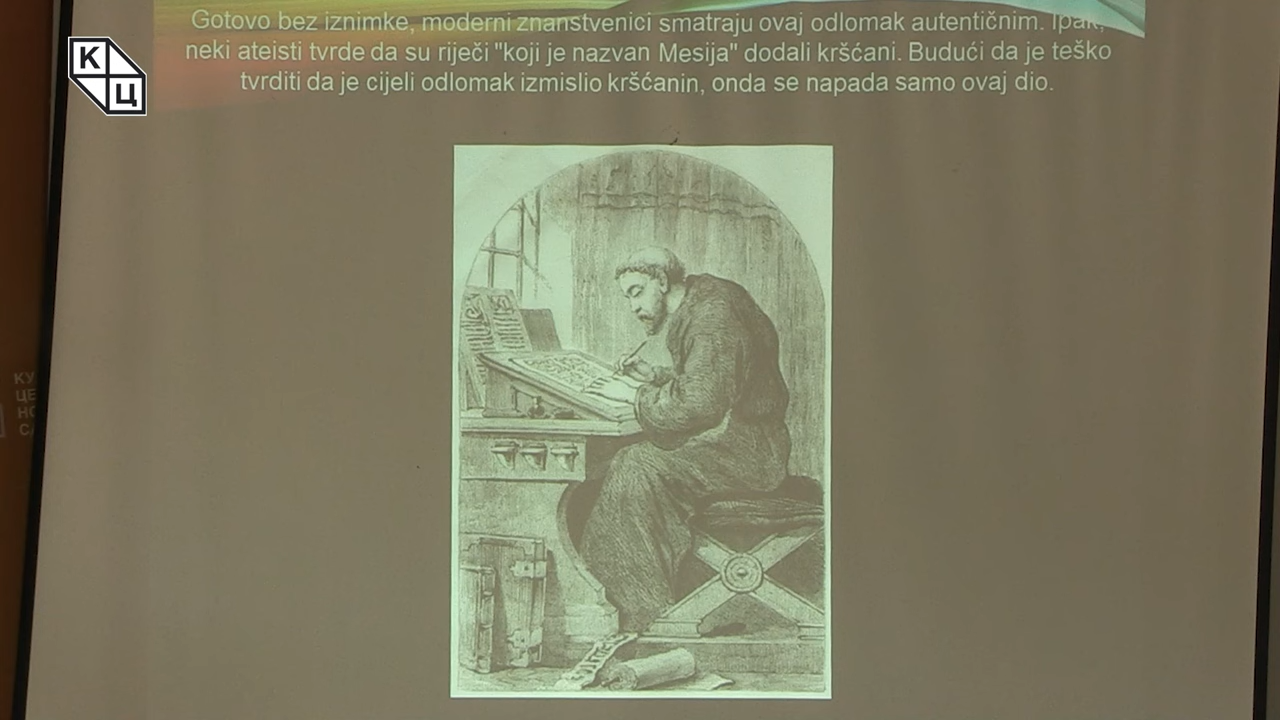 Gotovo bez iznimke, moderni znanstvenici smatraju ovaj odlomak autentičnim. Ipak,
neki ateisti tvrde da su riječi "koji je nazvan Mesija" dodali kršćani. Budući da je teško
tvrditi da je cijeli odlomak izmislio kršćanin, onda se napada samo ovaj dio.
К
Ц